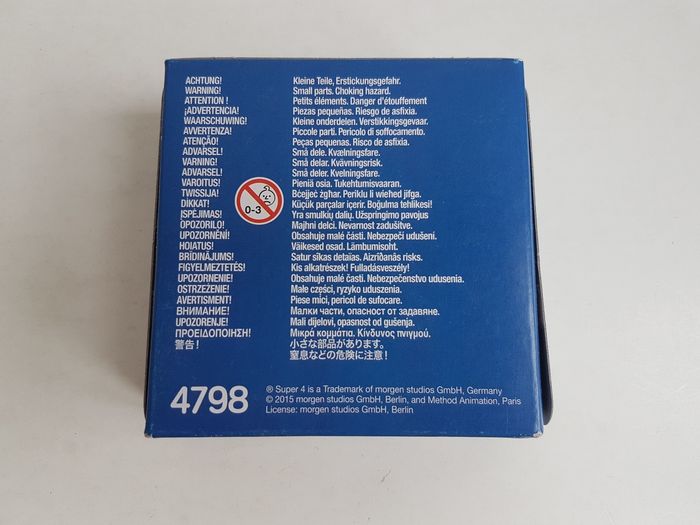 ACHTUNG! Kleine Teile, Erstickungsgefahr.
WARNING! Small parts. Choking hazard.
ATTENTION ! Petits éléments. Danger d'étouffement
¡ADVERTENCIA! Piezas pequeñas. Riesgo de asfixia.
WAARSCHUWING! Kleine onderdelen. Verstikkingsgevaar.
AVVERTENZA! Piccole parti. Pericolo di soffocamento.
ATENÇÃO! Peças pequenas. Risco de asfixia.
ADVARSEL! Små dele. Kvælningsfare.
VARNING! Små delar. Kvävningsrisk.
ADVARSEL! Små deler. Kvelningsfare.
VAROITUS! Pieniä osia. Tukehtumisvaaran.
TWISSIJA! Bċejjeċ żgħar. Periklu li wieħed jifga.
DİKKAT! Küçük parçalar içerir. Boğulma tehlikesi!
ĮSPĖJIMAS! Yra smulkių dalių. Užspringimo pavojus
OPOZORILO! Majhni delci. Nevarnost zadušitve.
UPOZORNĚNÍ! Obsahuje malé části. Nebezpečí udušení.
HOIATUS! Väikesed osad. Lämbumisoht.
BRĪDINĀJUMS! Satur sīkas detaļas. Aizrīšanās risks.
FIGYELMEZTETÉS! Kis alkatrészek! Fulladásveszély!
UPOZORNENIE! Obsahuje malé časti. Nebezpečenstvo udusenia.
OSTRZEŻENIE! Małe części, ryzyko uduszenia.
AVERTISMENT! Piese mici, pericol de sufocare.
ВНИМАНИЕ! Малки части, опасност от задавяне.
UPOZORENJE! Mali dijelovi, opasnost od gušenja.
ΠΡΟΕΙΔΟΠΟΙΗΣΗ! Μικρά κομμάτια. Κίνδυνος πνιγμού.
警告! 小さな部品があります。
窒息などの危険に注意!
0-3
4798
® Super 4 is a Trademark of morgen studios GmbH, Germany
© 2015 morgen studios GmbH, Berlin, and Method Animation, Paris
License: morgen studios GmbH, Berlin